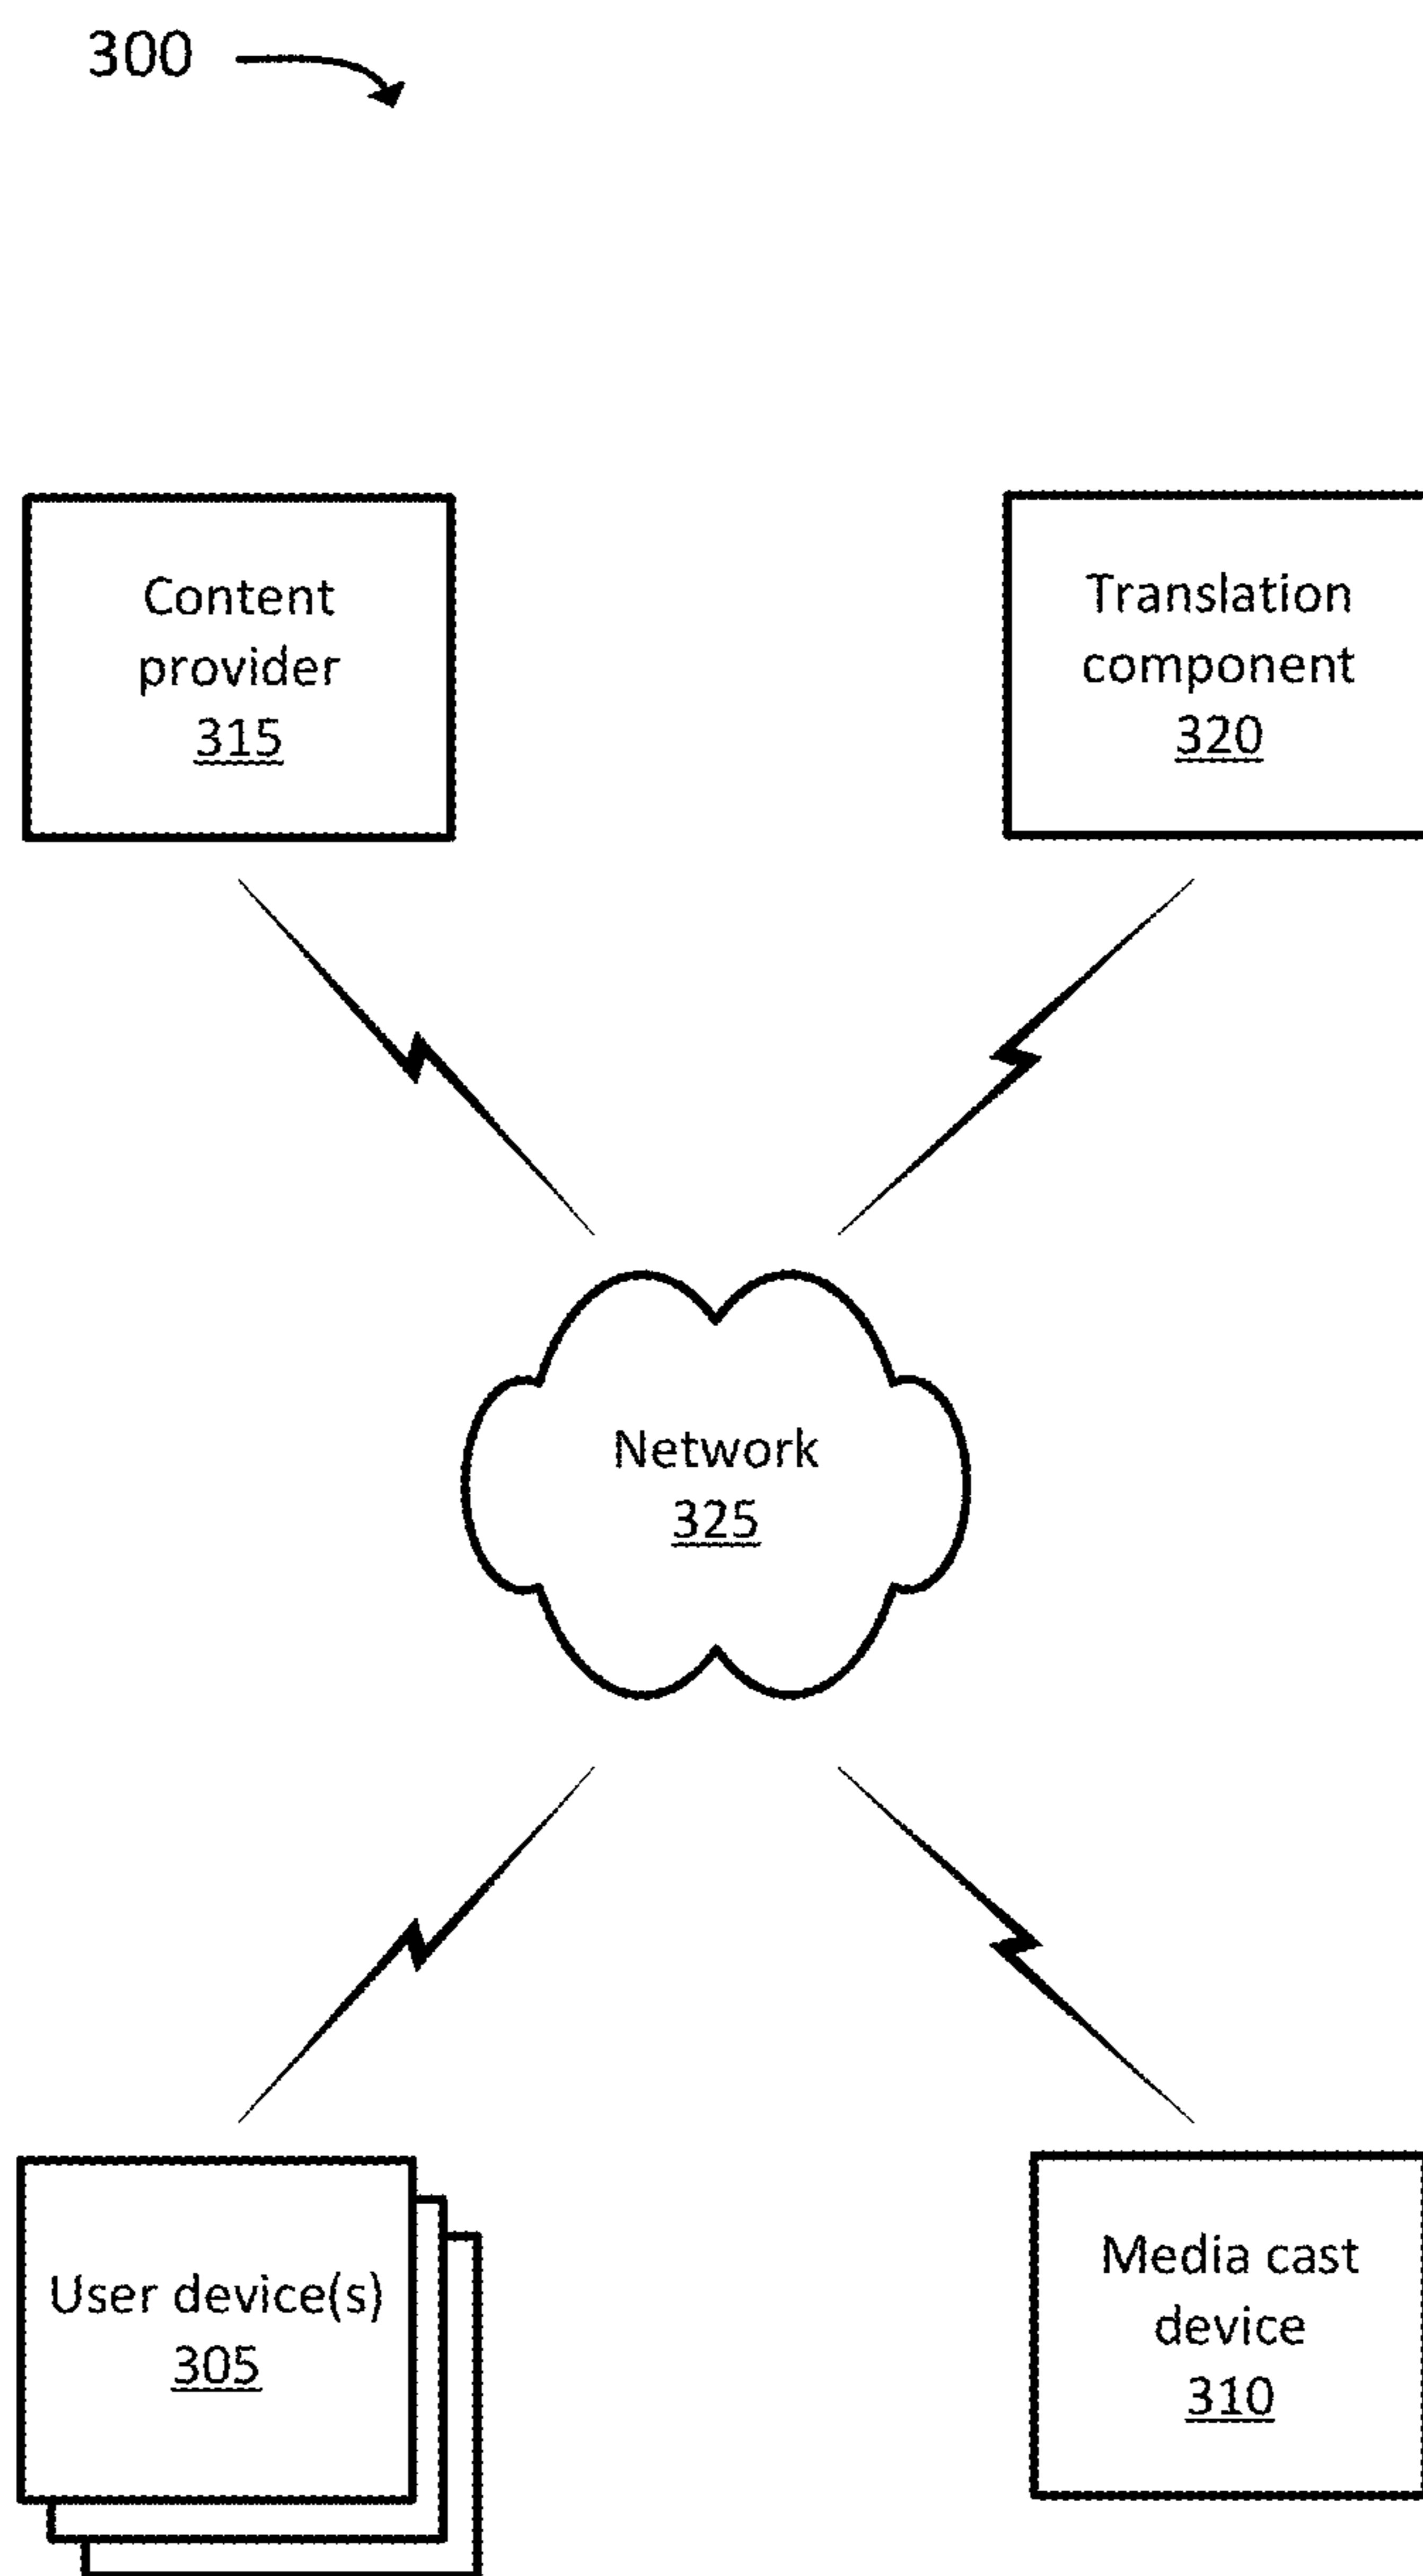 300
Content
provider
315
Translation
component
320
Network
325
User device(s)
305
Media cast
device
310